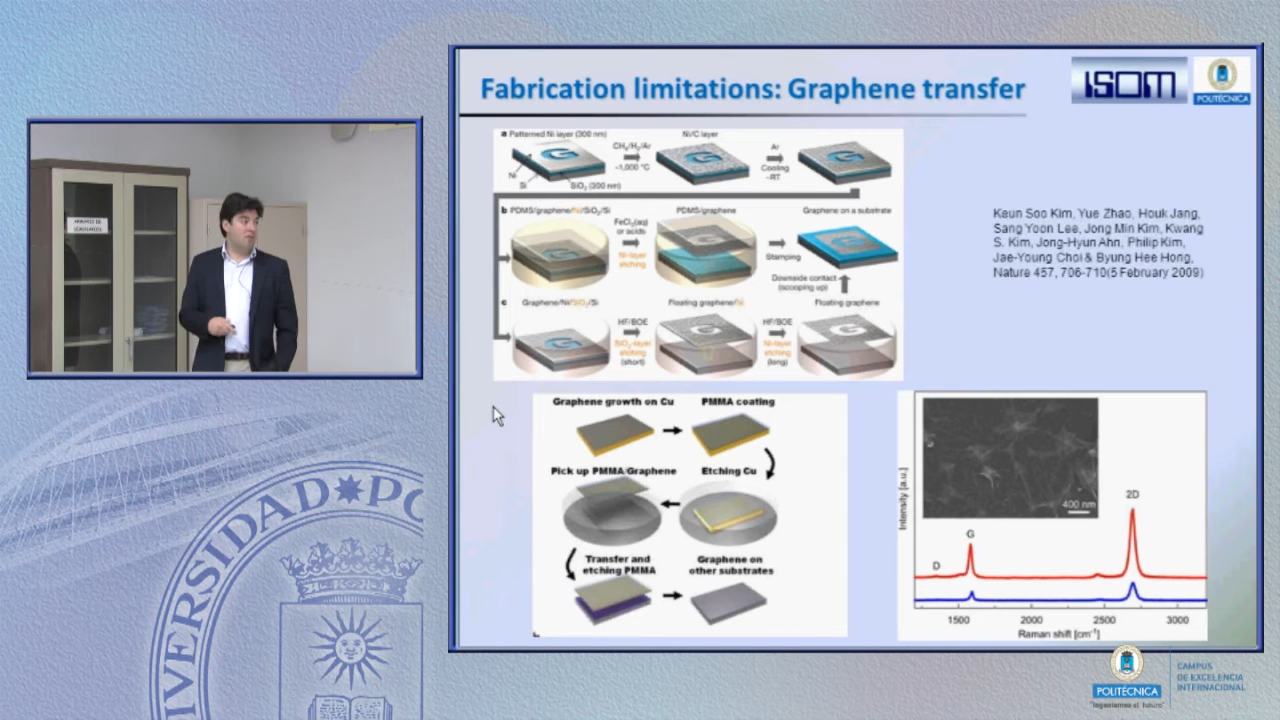 Fabrication limitations: Graphene transfer
ISOM
POLITÉCNICA
a Patterned Ni layer (300 nm)
Ni/C layer
CH₄/H₂/Ar
~1,000 °C
Ar
Cooling
~RT
Ni
Si
SiO₂ (300 nm)
b PDMS/graphene/Ni/SiO₂/Si
PDMS/graphene
Graphene on a substrate
FeCl₃(aq)
or acids
Ni-layer
etching
Stamping
Downside contact
(scooping up)
c Graphene/Ni/SiO₂/Si
Floating graphene/Ni
Floating graphene
HF/BOE
SiO₂-layer
etching
(short)
HF/BOE
Ni-layer
etching
(long)
Keun Soo Kim, Yue Zhao, Houk Jang,
Sang Yoon Lee, Jong Min Kim, Kwang
S. Kim, Jong-Hyun Ahn, Philip Kim,
Jae-Young Choi & Byung Hee Hong,
Nature 457, 706-710(5 February 2009)
Graphene growth on Cu
PMMA coating
Pick up PMMA/Graphene
Etching Cu
Transfer and
etching PMMA
Graphene on
other substrates
Intensity [a.u.]
400 nm
D
G
2D
1500 2000 2500 3000
Raman shift [cm⁻¹]
POLITÉCNICA
"Ingeniamos el futuro"
CAMPUS
DE EXCELENCIA
INTERNACIONAL
IVERSIDAD PO